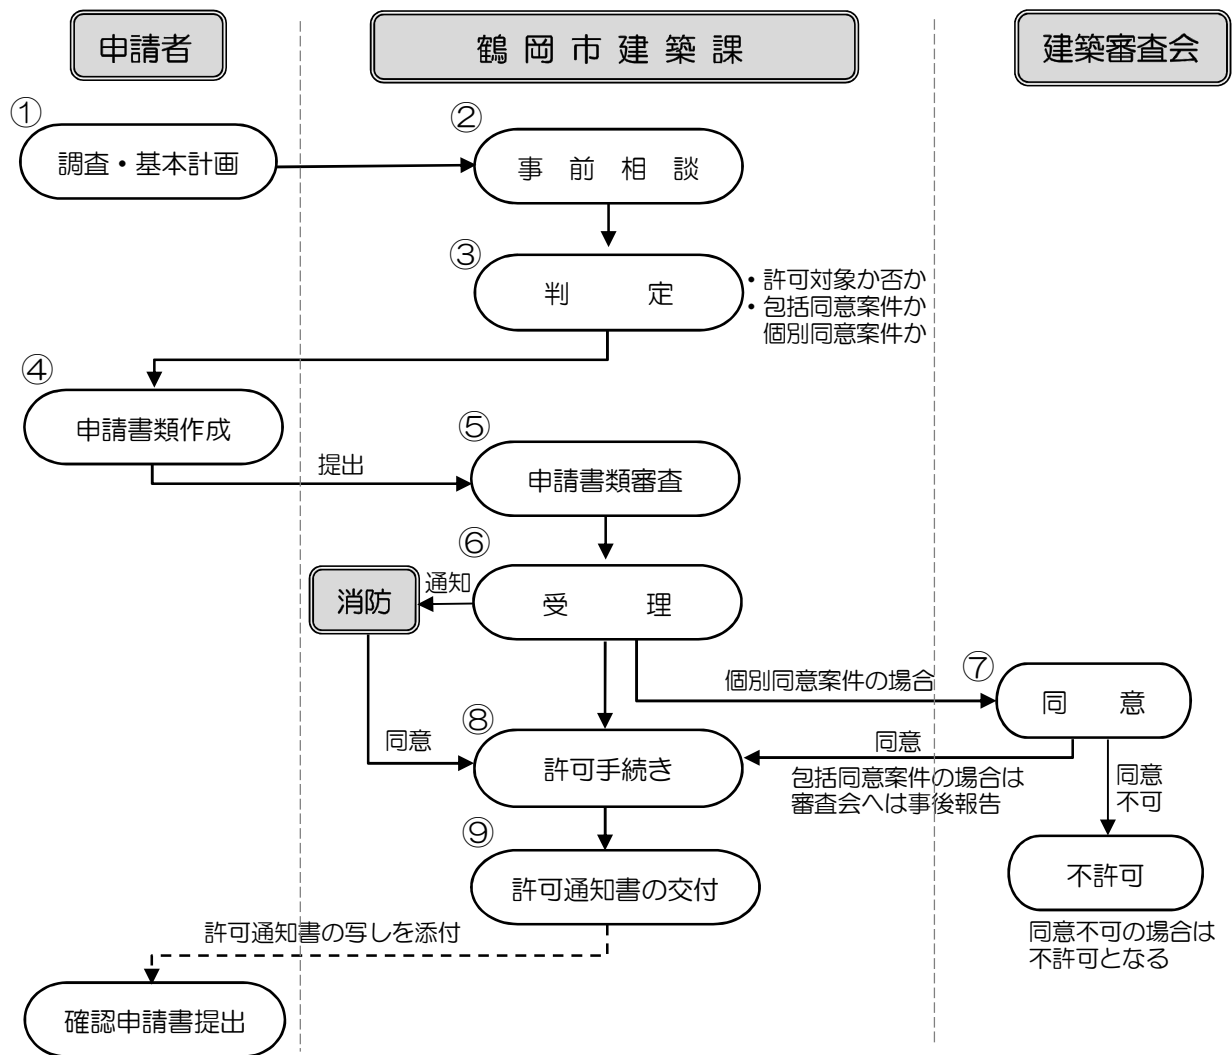 申請者
鶴岡市建築課
建築審査会
①
調査・基本計画
②
事前相談
③
判定
・許可対象か否か
・包括同意案件か
個別同意案件か
④
申請書類作成
提出
⑤
申請書類審査
⑥
受理
通知
消防
個別同意案件の場合
⑦
同意
同意
⑧
許可手続き
同意
包括同意案件の場合は
審査会へは事後報告
同意
不可
⑨
許可通知書の交付
不許可
同意不可の場合は
不許可となる
許可通知書の写しを添付
確認申請書提出